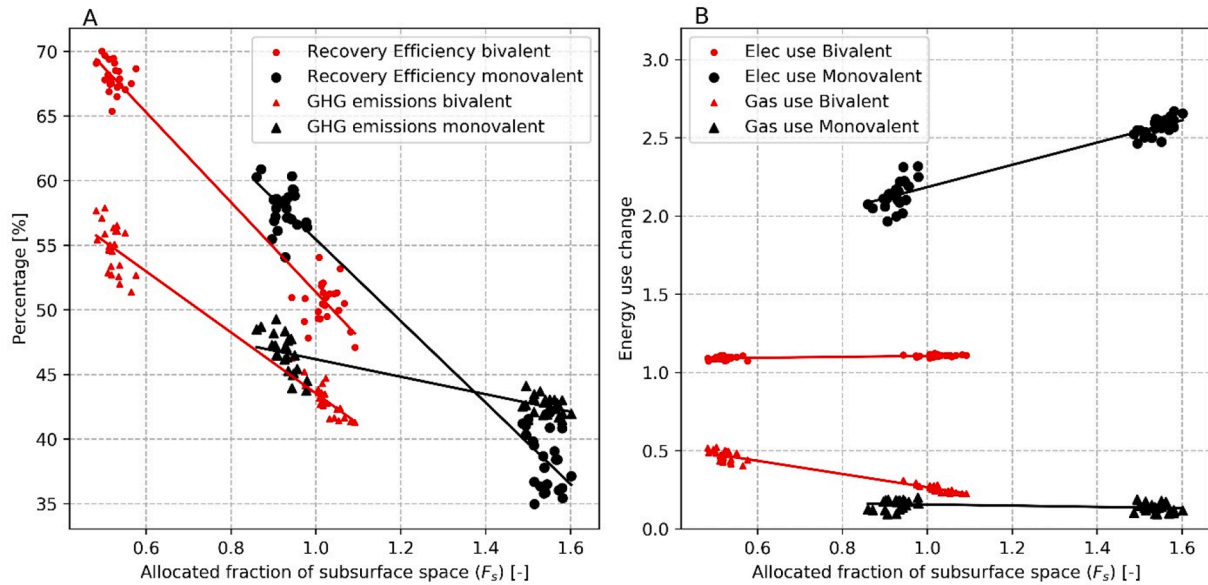 A
Percentage [%]
70
65
60
55
50
45
40
35
Recovery Efficiency bivalent
Recovery Efficiency monovalent
GHG emissions bivalent
GHG emissions monovalent
0.6 0.8 1.0 1.2 1.4 1.6
Allocated fraction of subsurface space (Fs) [-]
B
Energy use change
3.0
2.5
2.0
1.5
1.0
0.5
0.0
Elec use Bivalent
Elec use Monovalent
Gas use Bivalent
Gas use Monovalent
0.6 0.8 1.0 1.2 1.4 1.6
Allocated fraction of subsurface space (Fs) [-]